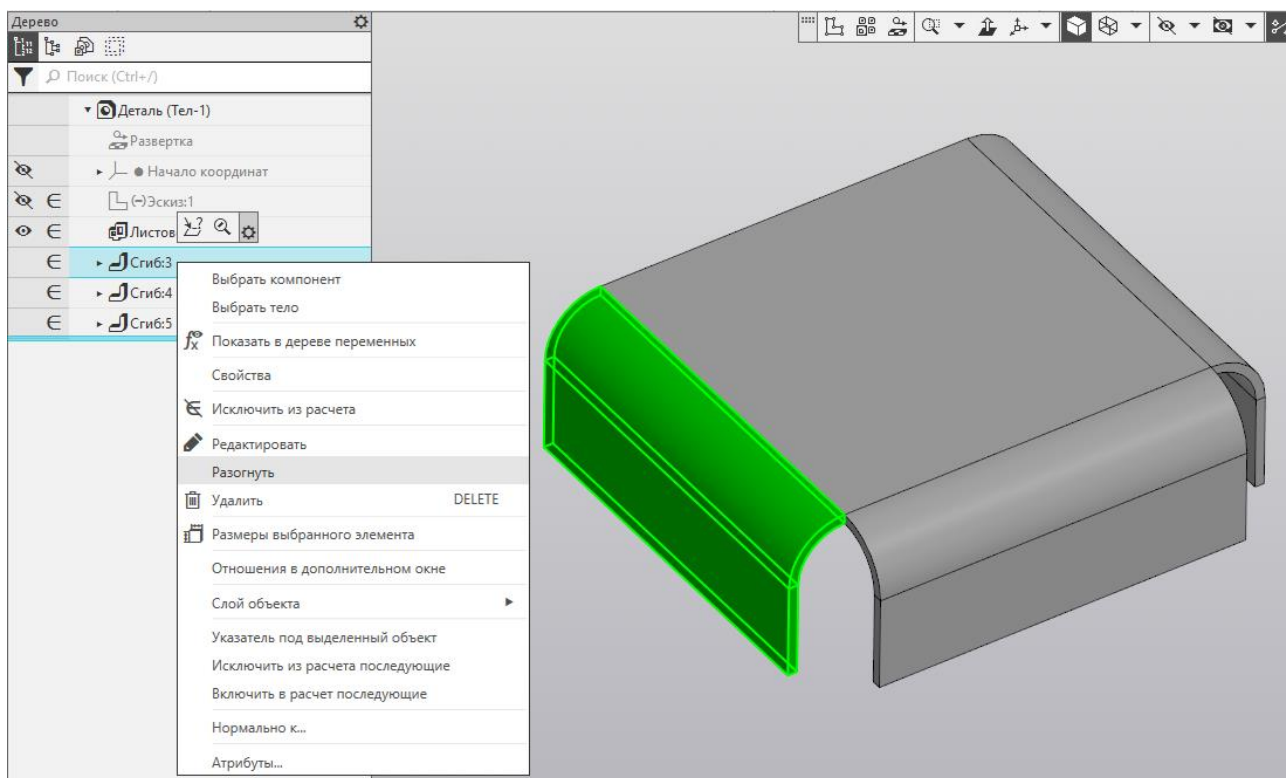 Дерево
Поиск (Ctrl+/)
Деталь (Тел-1)
Развертка
Начало координат
(-)Эскиз:1
Листов
Сгиб:3
Сгиб:4
Сгиб:5
Выбрать компонент
Выбрать тело
Показать в дереве переменных
Свойства
Исключить из расчета
Редактировать
Разогнуть
Удалить DELETE
Размеры выбранного элемента
Отношения в дополнительном окне
Слой объекта
Указатель под выделенный объект
Исключить из расчета последующие
Включить в расчет последующие
Нормально к...
Атрибуты...